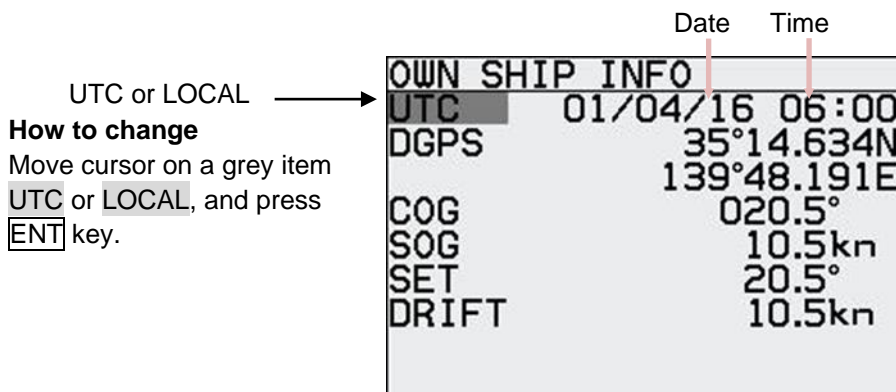 Date Time
UTC or LOCAL
How to change
Move cursor on a grey item
UTC or LOCAL, and press
ENT key.
OWN SHIP INFO
UTC 01/04/16 06:00
DGPS 35°14.634N
139°48.191E
COG 020.5°
SOG 10.5kn
SET 20.5°
DRIFT 10.5kn